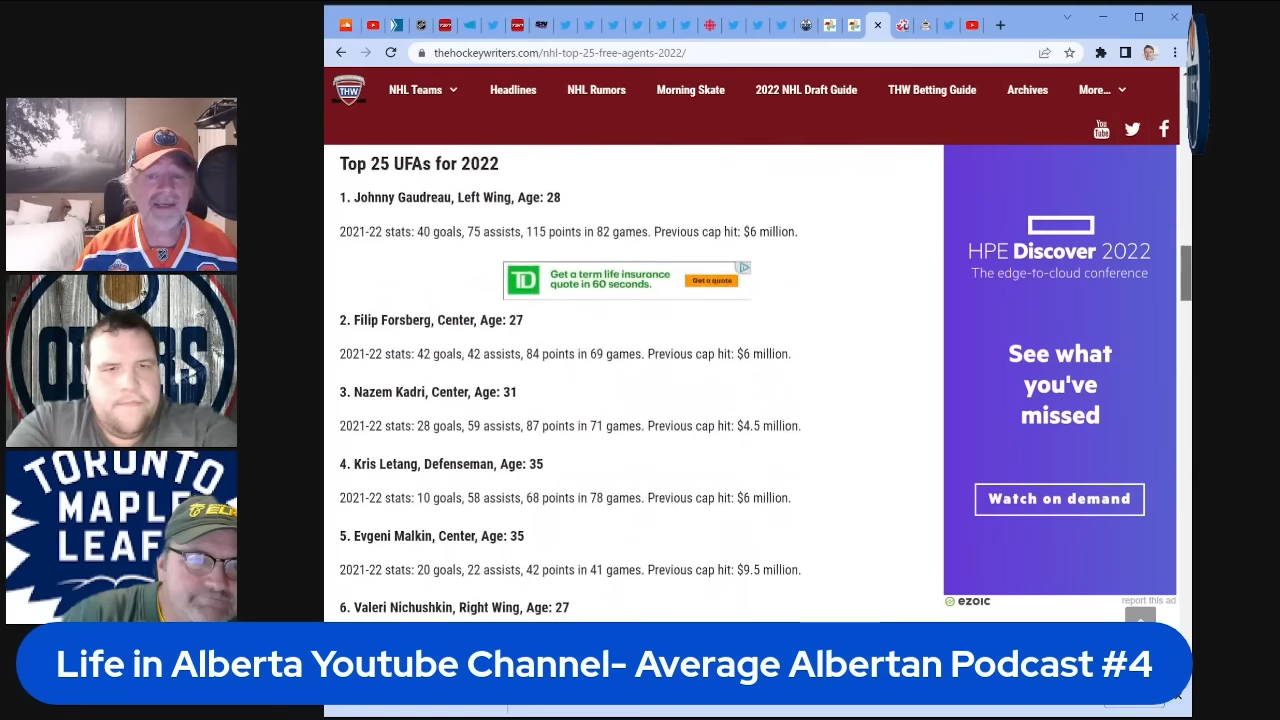 thehockeywriters.com/nhl-top-25-free-agents-2022/
THW
NHL Teams
Headlines
NHL Rumors
Morning Skate
2022 NHL Draft Guide
THW Betting Guide
Archives
More...
You
Tube
Top 25 UFAs for 2022
1. Johnny Gaudreau, Left Wing, Age: 28
2021-22 stats: 40 goals, 75 assists, 115 points in 82 games. Previous cap hit: $6 million.
TD
Get a term life insurance
quote in 60 seconds.
Get a quote
2. Filip Forsberg, Center, Age: 27
2021-22 stats: 42 goals, 42 assists, 84 points in 69 games. Previous cap hit: $6 million.
3. Nazem Kadri, Center, Age: 31
2021-22 stats: 28 goals, 59 assists, 87 points in 71 games. Previous cap hit: $4.5 million.
4. Kris Letang, Defenseman, Age: 35
2021-22 stats: 10 goals, 58 assists, 68 points in 78 games. Previous cap hit: $6 million.
5. Evgeni Malkin, Center, Age: 35
2021-22 stats: 20 goals, 22 assists, 42 points in 41 games. Previous cap hit: $9.5 million.
6. Valeri Nichushkin, Right Wing, Age: 27
HPE Discover 2022
The edge-to-cloud conference
See what
you've
missed
Watch on demand
ezoic
report this ad
TORONTO
MAPLE
LEAF
Life in Alberta Youtube Channel- Average Albertan Podcast #4